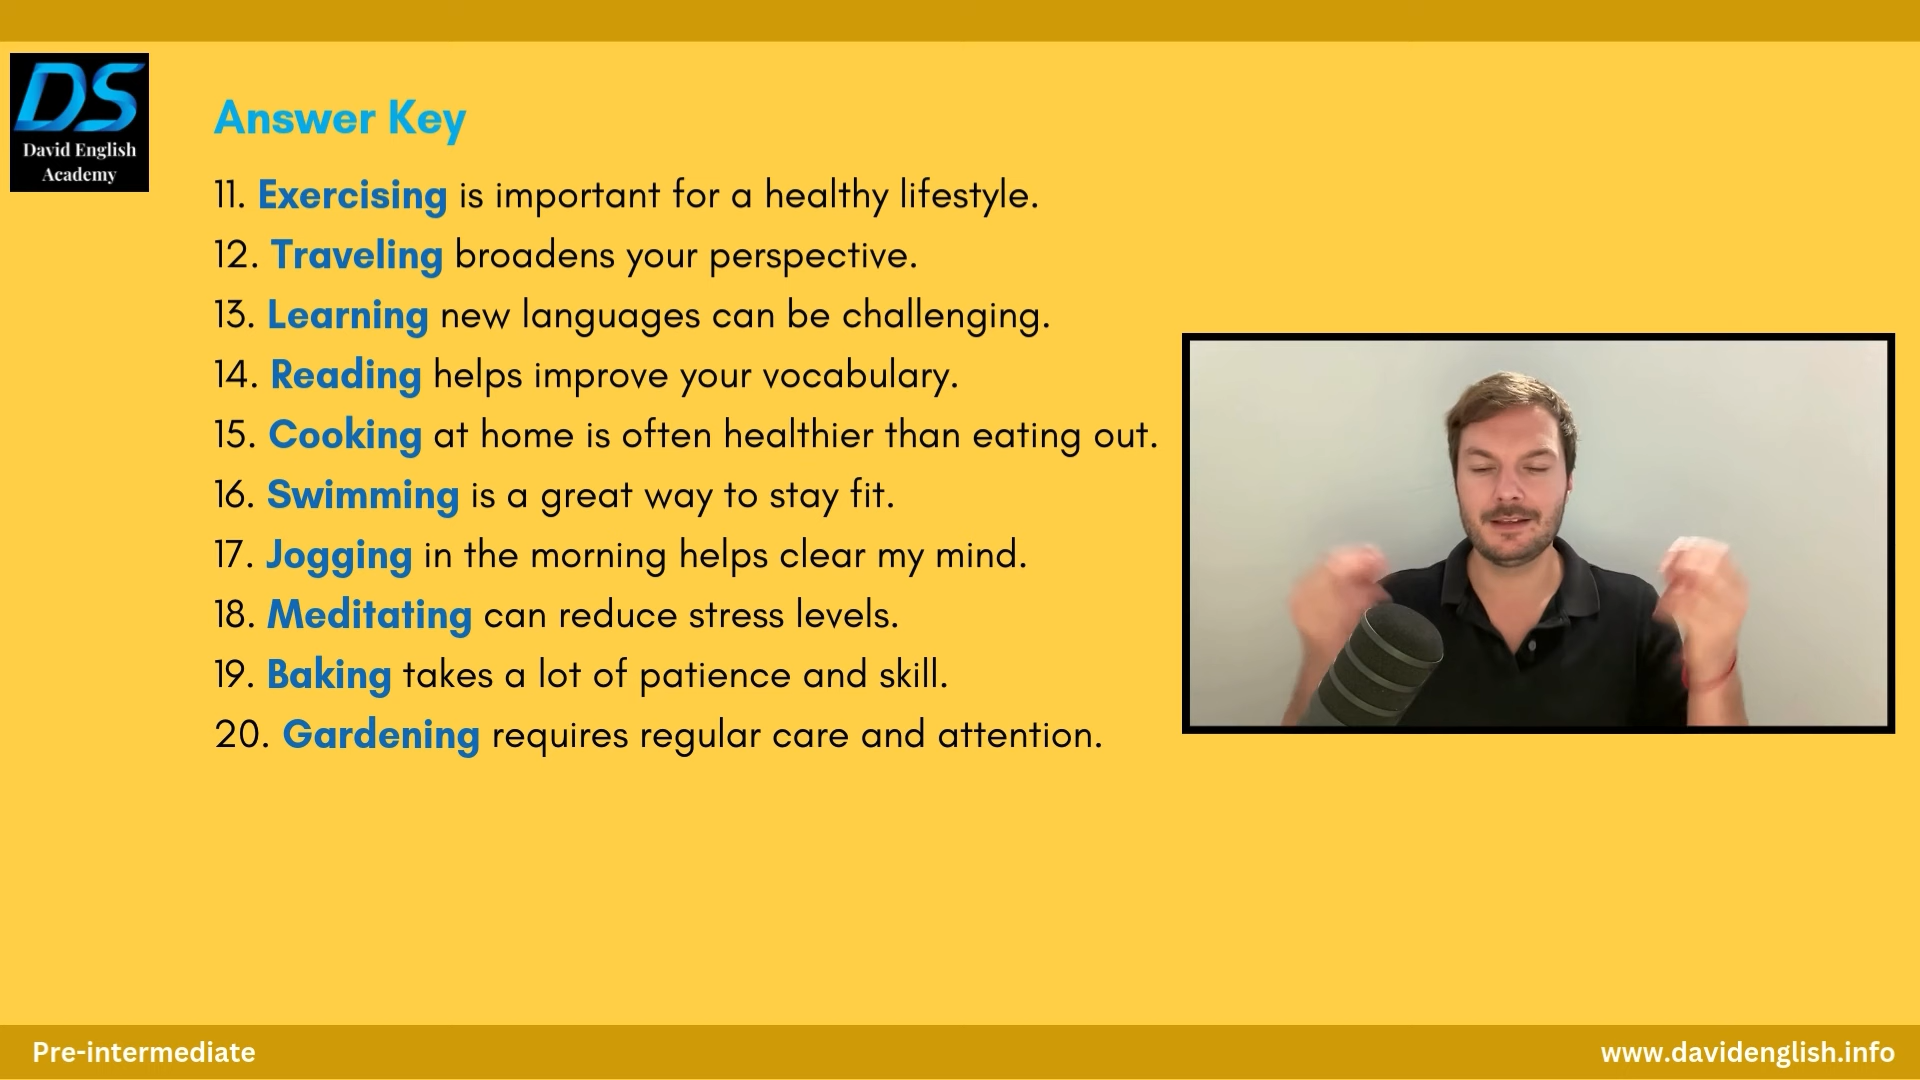 DS
David English
Academy
Answer Key
11. Exercising is important for a healthy lifestyle.
12. Traveling broadens your perspective.
13. Learning new languages can be challenging.
14. Reading helps improve your vocabulary.
15. Cooking at home is often healthier than eating out.
16. Swimming is a great way to stay fit.
17. Jogging in the morning helps clear my mind.
18. Meditating can reduce stress levels.
19. Baking takes a lot of patience and skill.
20. Gardening requires regular care and attention.
Pre-intermediate
www.davidenglish.info